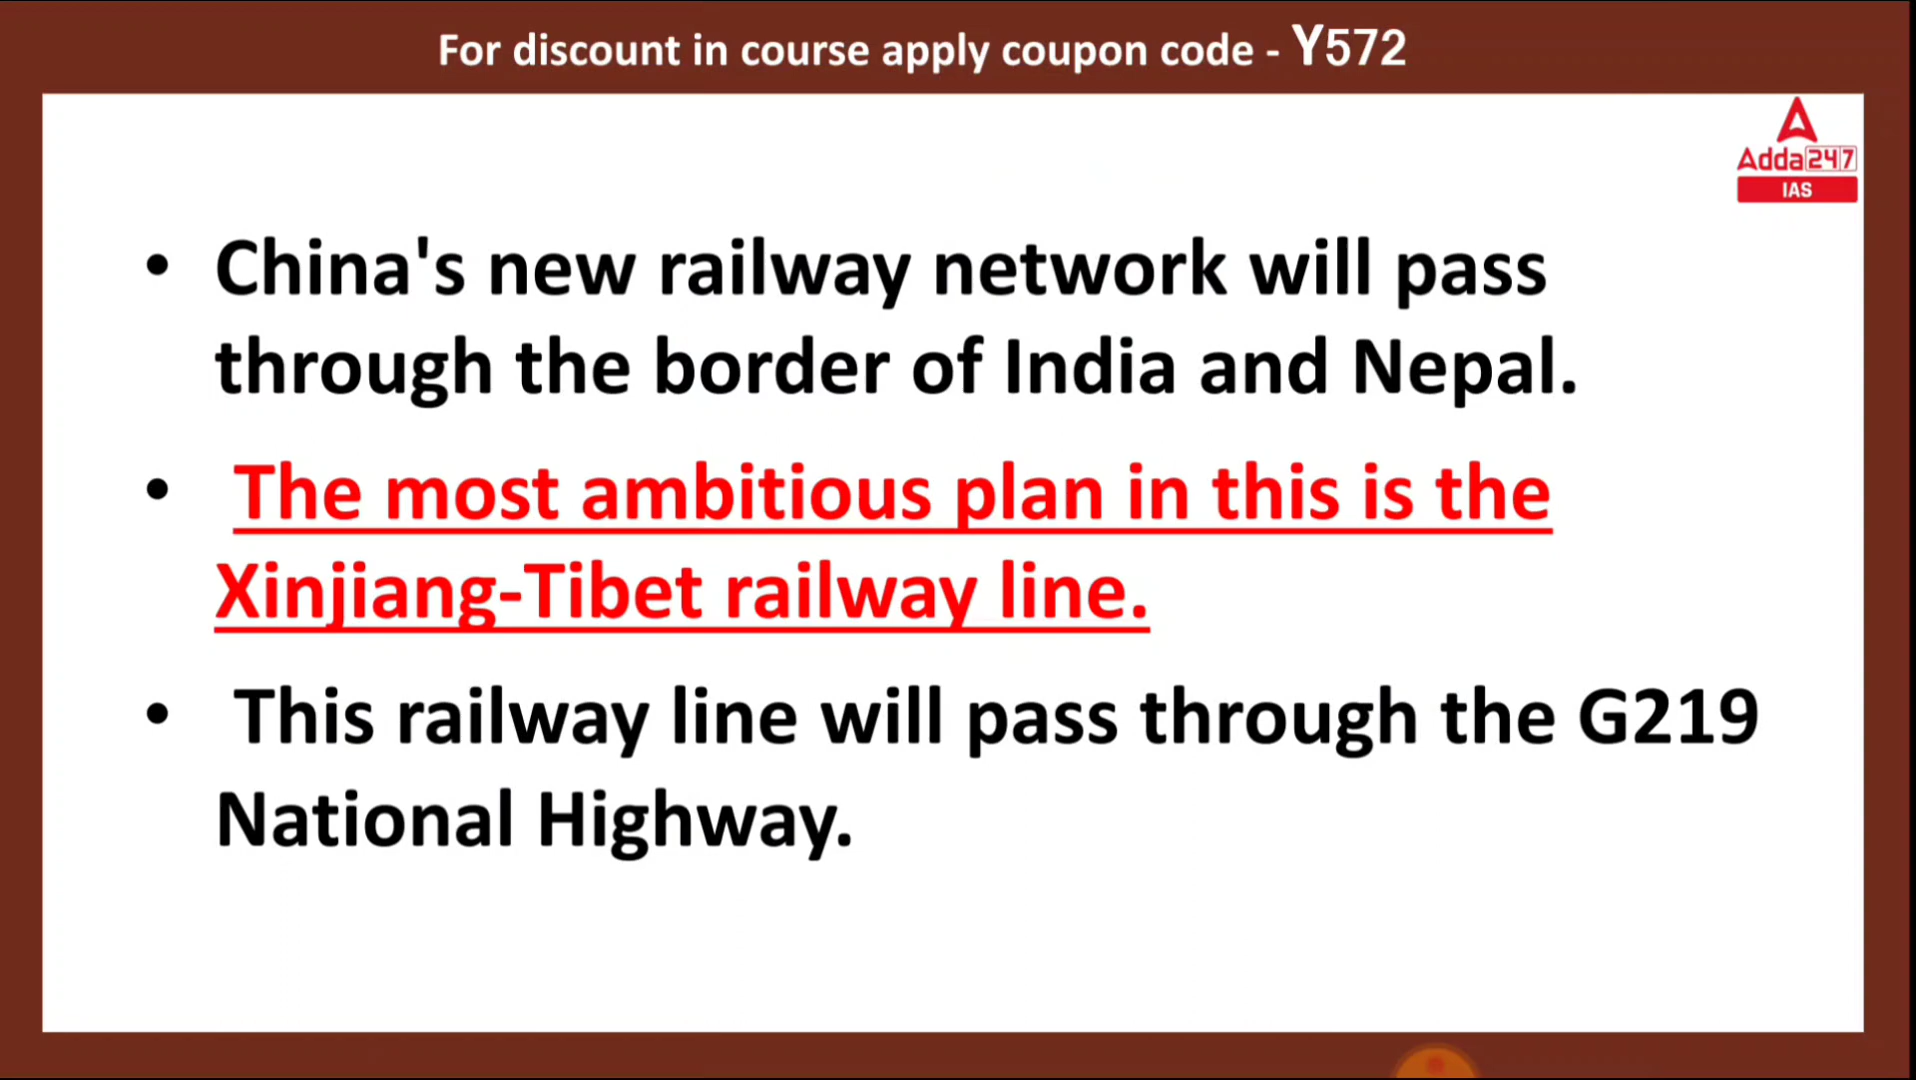 For discount in course apply coupon code - Y572
Adda247
IAS
• China's new railway network will pass
through the border of India and Nepal.
• The most ambitious plan in this is the
Xinjiang-Tibet railway line.
• This railway line will pass through the G219
National Highway.